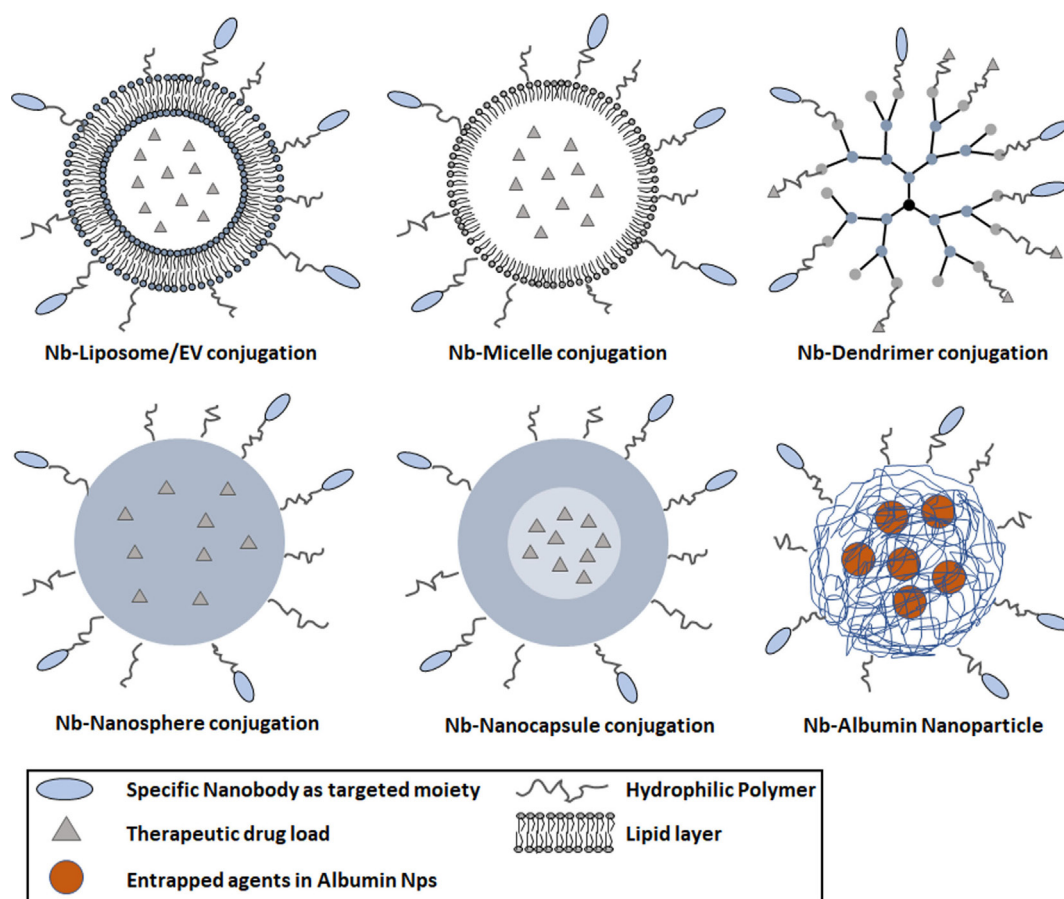 Nb-Liposome/EV conjugation
Nb-Micelle conjugation
Nb-Dendrimer conjugation
Nb-Nanosphere conjugation
Nb-Nanocapsule conjugation
Nb-Albumin Nanoparticle
Specific Nanobody as targeted moiety
Hydrophilic Polymer
Therapeutic drug load
Lipid layer
Entrapped agents in Albumin Nps